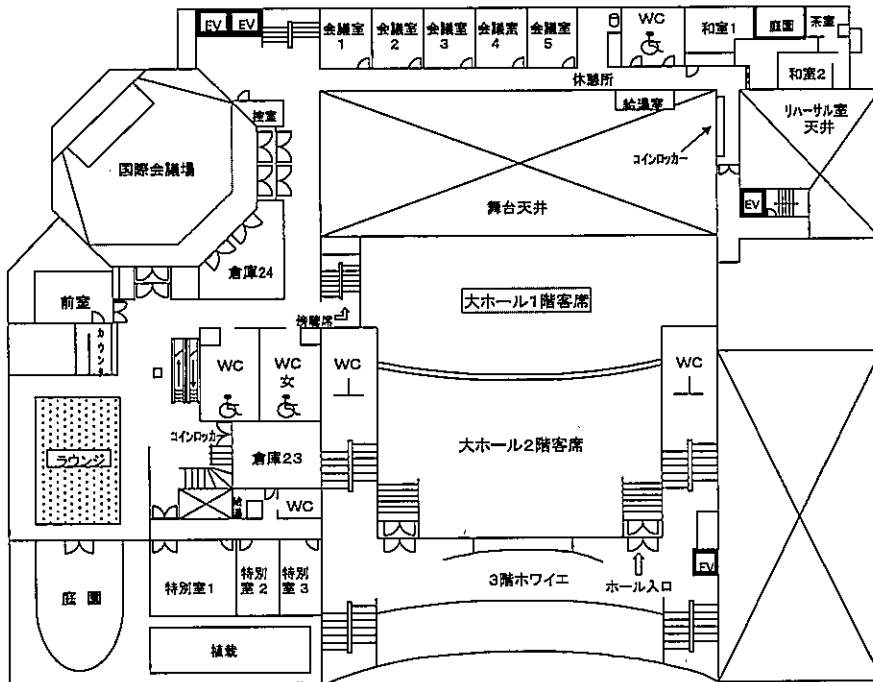 EV
EV
会議室
1
会議室
2
会議室
3
会議室
4
会議室
5
WC
和室1
庭園
茶室
和室2
休憩所
控室
給湯室
リハーサル室
天井
コインロッカー
国際会議場
舞台天井
EV
倉庫24
大ホール1階客席
前室
傍聴席
カウンタ
WC
WC
女
WC
WC
コインロッカー
大ホール2階客席
倉庫23
ラウンジ
給湯
WC
特別室1
特別
室2
特別
室3
3階ホワイエ
ホール入口
EV
庭園
植栽